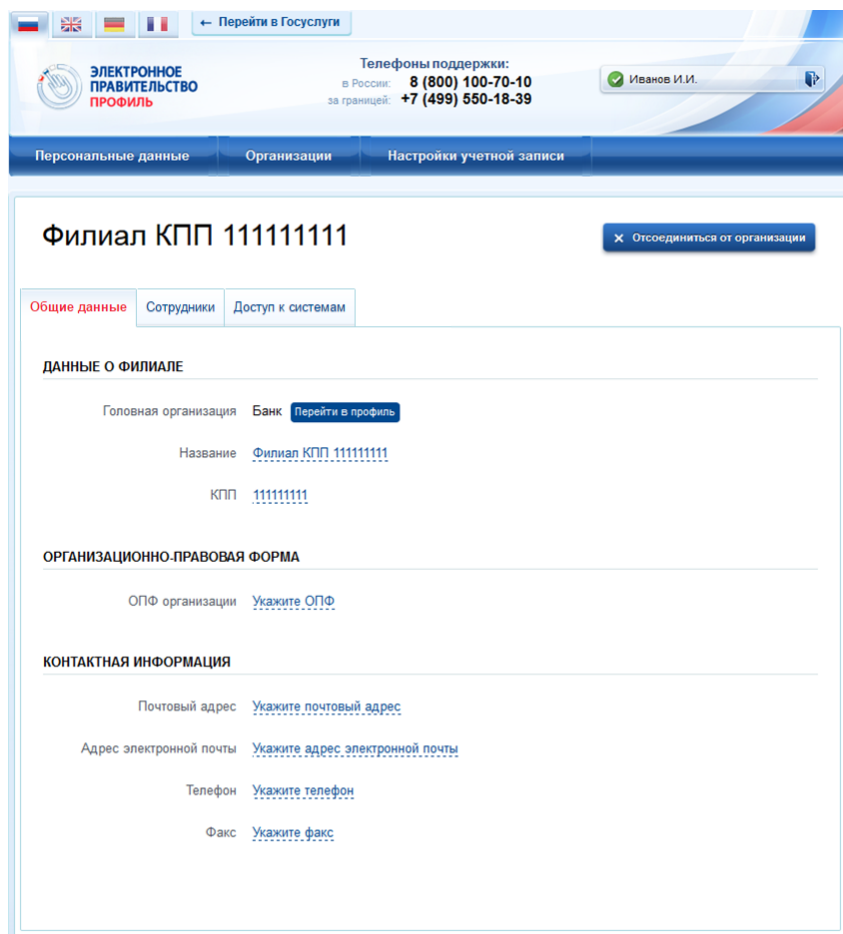 ← Перейти в Госуслуги
ЭЛЕКТРОННОЕ
ПРАВИТЕЛЬСТВО
ПРОФИЛЬ
Телефоны поддержки:
в России: 8 (800) 100-70-10
за границей: +7 (499) 550-18-39
Иванов И.И.
Персональные данные Организации Настройки учетной записи
Филиал КПП 111111111
× Отсоединиться от организации
Общие данные Сотрудники Доступ к системам
ДАННЫЕ О ФИЛИАЛЕ
Головная организация Банк Перейти в профиль
Название Филиал КПП 111111111
КПП 111111111
ОРГАНИЗАЦИОННО-ПРАВОВАЯ ФОРМА
ОПФ организации Укажите ОПФ
КОНТАКТНАЯ ИНФОРМАЦИЯ
Почтовый адрес Укажите почтовый адрес
Адрес электронной почты Укажите адрес электронной почты
Телефон Укажите телефон
Факс Укажите факс